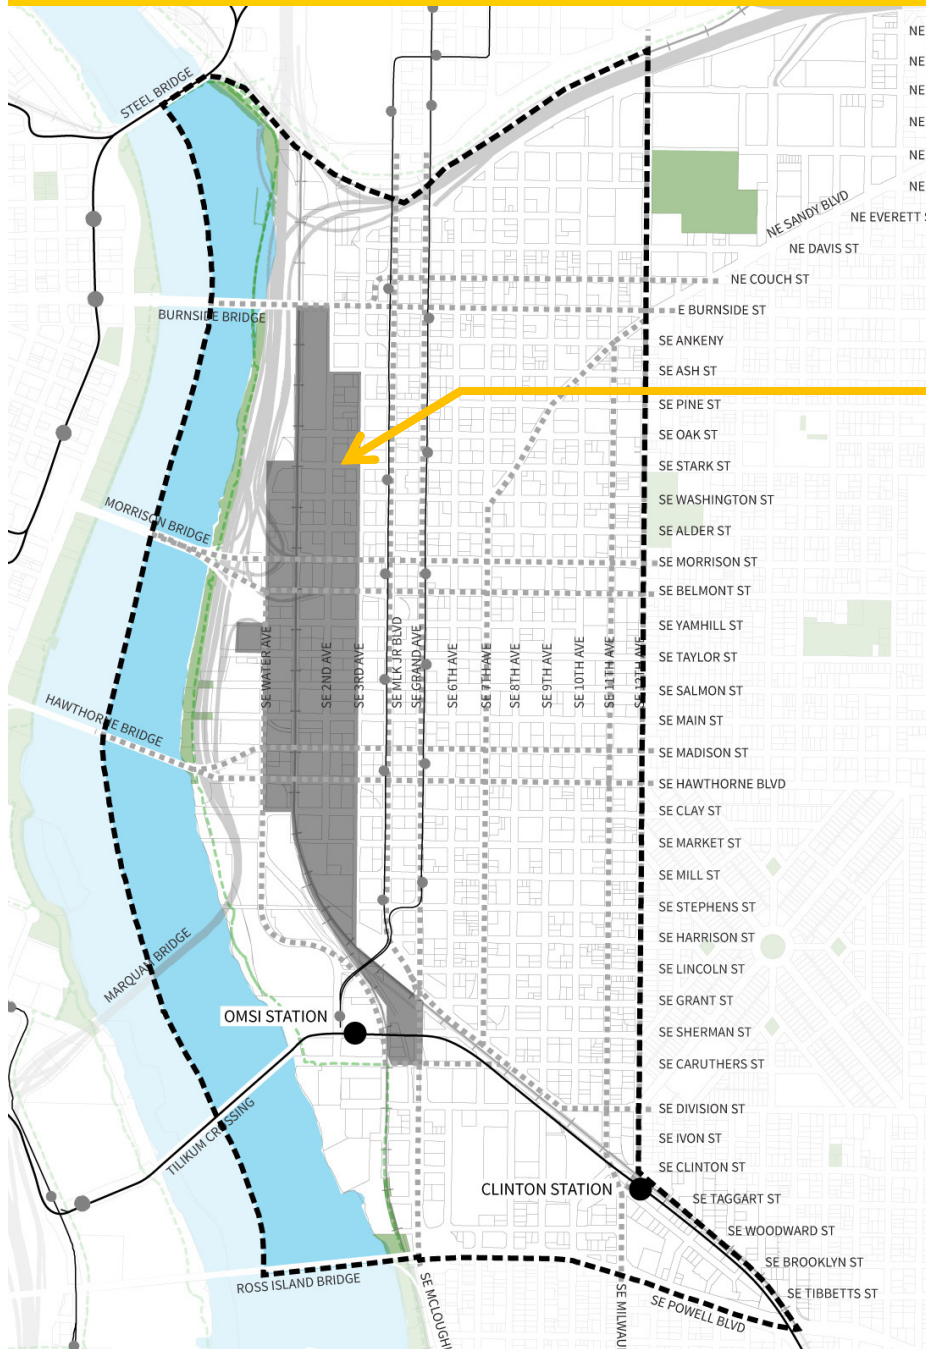 NE
NE
NE
NE
NE
NE
STEEL BRIDGE
NE SANDY BLVD
NE EVERETT S
NE DAVIS ST
NE COUCH ST
BURNSIDE BRIDGE
E BURNSIDE ST
SE ANKENY
SE ASH ST
SE PINE ST
SE OAK ST
SE STARK ST
SE WASHINGTON ST
MORRISON BRIDGE
SE ALDER ST
SE MORRISON ST
SE BELMONT ST
SE YAMHILL ST
SE TAYLOR ST
SE SALMON ST
SE WATER AVE
SE 2ND AVE
SE 3RD AVE
SE MLK JR BLVD
SE GRAND AVE
SE 6TH AVE
SE 7TH AVE
SE 8TH AVE
SE 9TH AVE
SE 10TH AVE
SE 11TH AVE
SE 12TH AVE
HAWTHORNE BRIDGE
SE MAIN ST
SE MADISON ST
SE HAWTHORNE BLVD
SE CLAY ST
SE MARKET ST
SE MILL ST
SE STEPHENS ST
SE HARRISON ST
MARQUAM BRIDGE
SE LINCOLN ST
SE GRANT ST
OMSI STATION
SE SHERMAN ST
SE CARUTHERS ST
SE DIVISION ST
TILIKUM CROSSING
SE IVON ST
SE CLINTON ST
CLINTON STATION
SE TAGGART ST
SE WOODWARD ST
SE BROOKLYN ST
ROSS ISLAND BRIDGE
SE TIBBETTS ST
SE MCLOUGH
SE MILWAU
SE POWELL BLVD